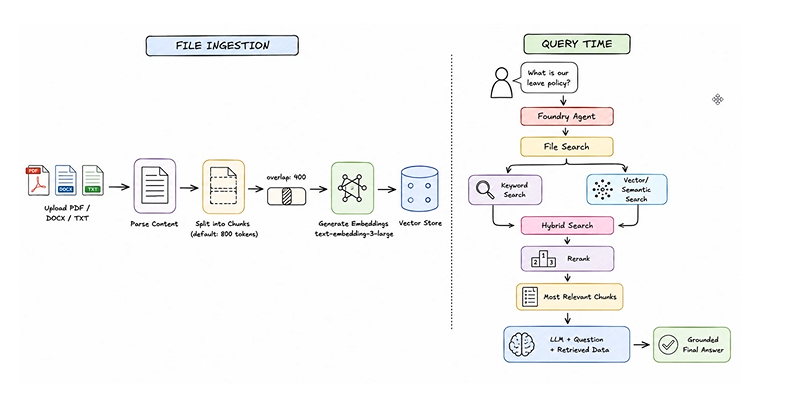 FILE INGESTION
PDF
DOCX
TXT
Upload PDF /
DOCX / TXT
Parse Content
Split into Chunks
(default: 800 tokens)
overlap: 400
Generate Embeddings
text-embedding-3-large
Vector Store
QUERY TIME
What is our
leave policy?
Foundry Agent
File Search
Keyword
Search
Vector/
Semantic
Search
Hybrid Search
2 1 3
Rerank
Most Relevant Chunks
LLM + Question
+ Retrieved Data
Grounded
Final Answer